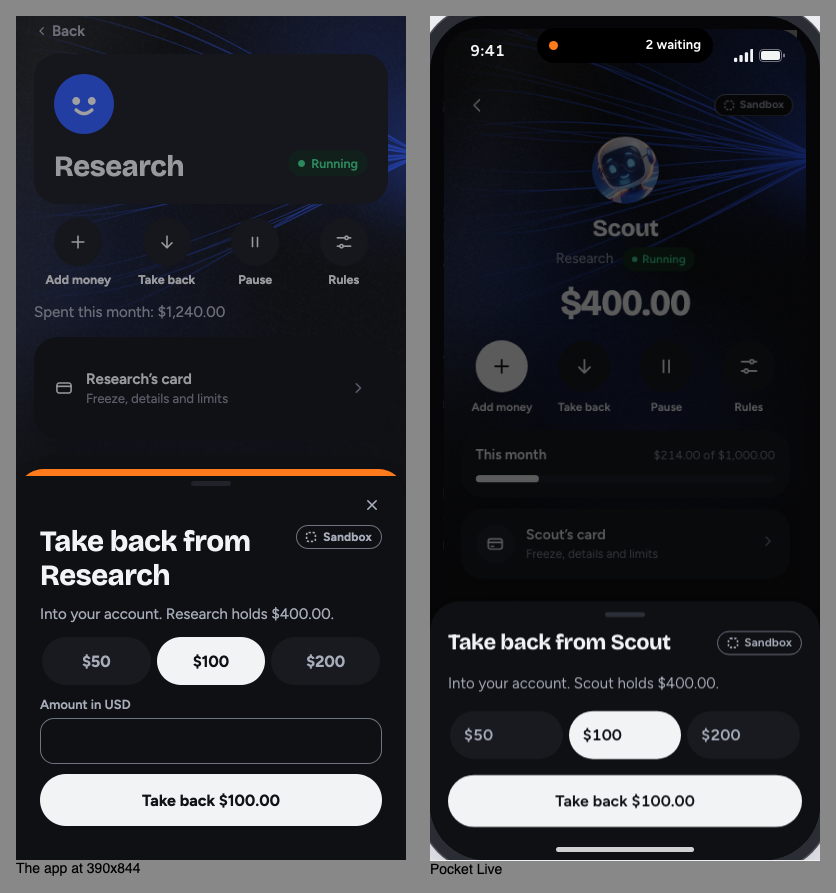 Back
Research
Running
Add money
Take back
Pause
Rules
Spent this month: $1,240.00
Research’s card
Freeze, details and limits
Take back from
Research
Sandbox
Into your account. Research holds $400.00.
$50
$100
$200
Amount in USD
Take back $100.00
The app at 390x844
9:41
2 waiting
Sandbox
Scout
Research
Running
$400.00
Add money
Take back
Pause
Rules
This month
$214.00 of $1,000.00
Scout’s card
Freeze, details and limits
Take back from Scout
Sandbox
Into your account. Scout holds $400.00.
$50
$100
$200
Take back $100.00
Pocket Live